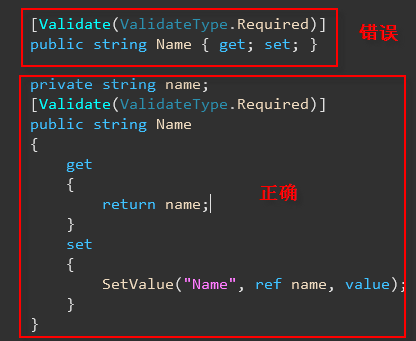 [Validate(ValidateType.Required)]
public string Name { get; set; }
错误
private string name;
[Validate(ValidateType.Required)]
public string Name
{
get
{
return name;
}
正确
set
{
SetValue("Name", ref name, value);
}
}